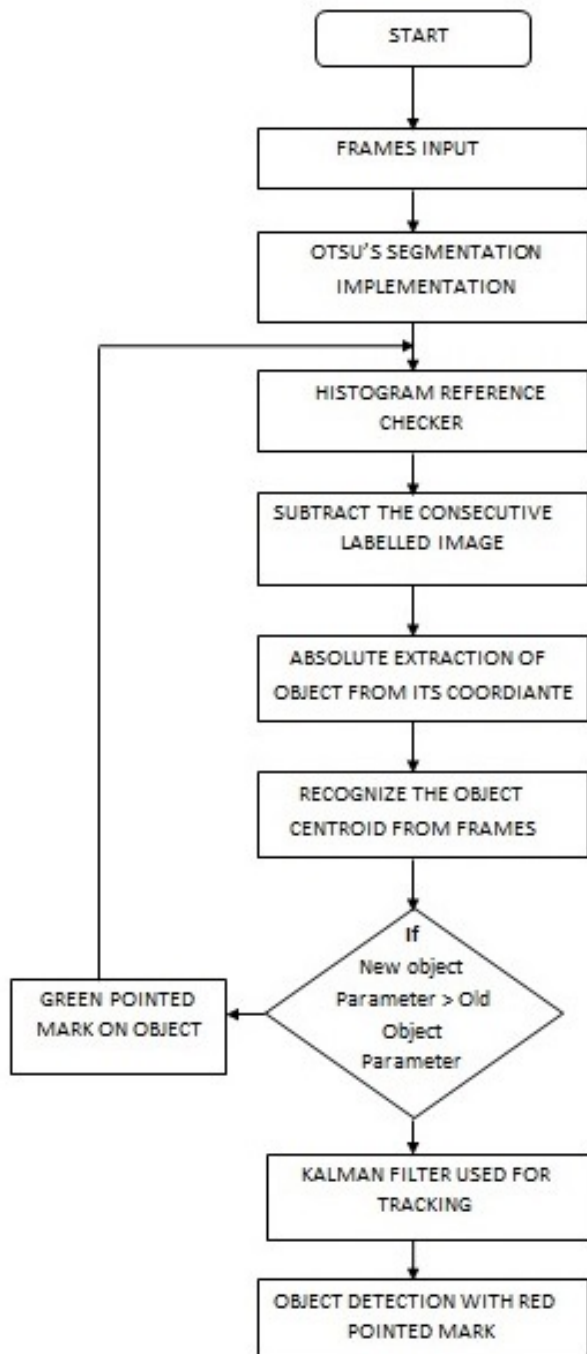 START
FRAMES INPUT
OTSU'S SEGMENTATION
IMPLEMENTATION
HISTOGRAM REFERENCE
CHECKER
SUBTRACT THE CONSECUTIVE
LABELLED IMAGE
ABSOLUTE EXTRACTION OF
OBJECT FROM ITS COORDIANTE
RECOGNIZE THE OBJECT
CENTROID FROM FRAMES
If
New object
Parameter > Old
Object
Parameter
GREEN POINTED
MARK ON OBJECT
KALMAN FILTER USED FOR
TRACKING
OBJECT DETECTION WITH RED
POINTED MARK